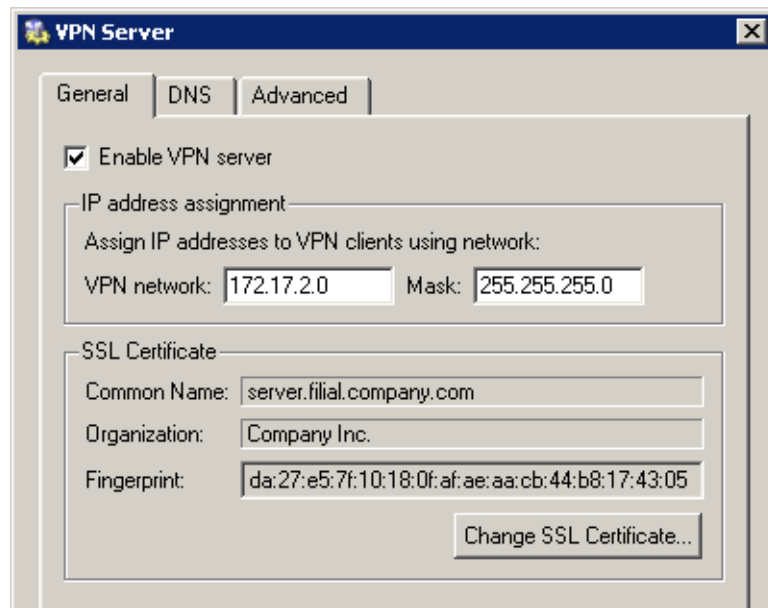 VPN Server
General DNS Advanced
Enable VPN server
IP address assignment
Assign IP addresses to VPN clients using network:
VPN network: 172.17.2.0 Mask: 255.255.255.0
SSL Certificate
Common Name: server.filial.company.com
Organization: Company Inc.
Fingerprint: da:27:e5:7f:10:18:0f:af:ae:aa:cb:44:b8:17:43:05
Change SSL Certificate...